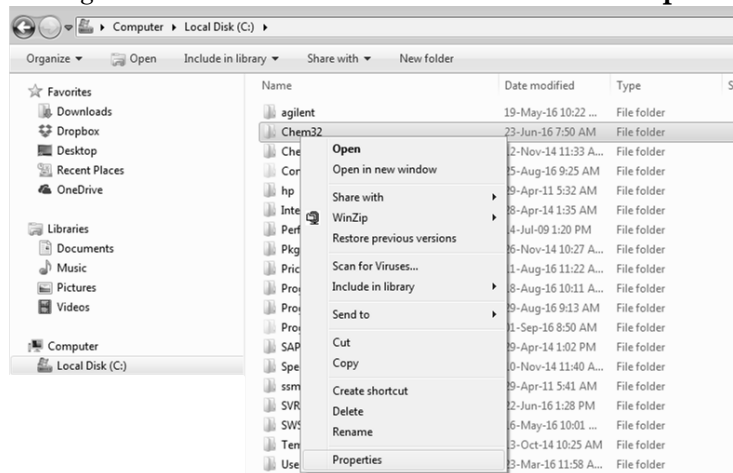 Computer ▸ Local Disk (C:) ▸
Organize ▾ Open Include in library ▾ Share with ▾ New folder
Favorites
Downloads
Dropbox
Desktop
Recent Places
OneDrive
Libraries
Documents
Music
Pictures
Videos
Computer
Local Disk (C:)
Name Date modified Type S
agilent 19-May-16 10:22 ... File folder
Chem32 23-Jun-16 7:50 AM File folder
Che 12-Nov-14 11:33 A... File folder
Cor 25-Aug-16 9:25 AM File folder
hp 29-Apr-11 5:32 AM File folder
Inte 28-Apr-14 1:35 AM File folder
Perf 14-Jul-09 1:20 PM File folder
Pkg 26-Nov-14 10:27 A... File folder
Pric 11-Aug-16 11:22 A... File folder
Prog 18-Aug-16 10:11 A... File folder
Prog 29-Aug-16 9:13 AM File folder
Prog 01-Sep-16 8:50 AM File folder
SAP 29-Apr-14 1:02 PM File folder
Spe 10-Nov-14 11:40 A... File folder
ssm 29-Apr-11 5:41 AM File folder
SVR 22-Jun-16 1:28 PM File folder
SWS 16-May-16 10:01 ... File folder
Ten 13-Oct-14 10:25 AM File folder
Use 23-Mar-16 11:58 A... File folder
Open
Open in new window
Share with
WinZip
Restore previous versions
Scan for Viruses...
Include in library
Send to
Cut
Copy
Create shortcut
Delete
Rename
Properties